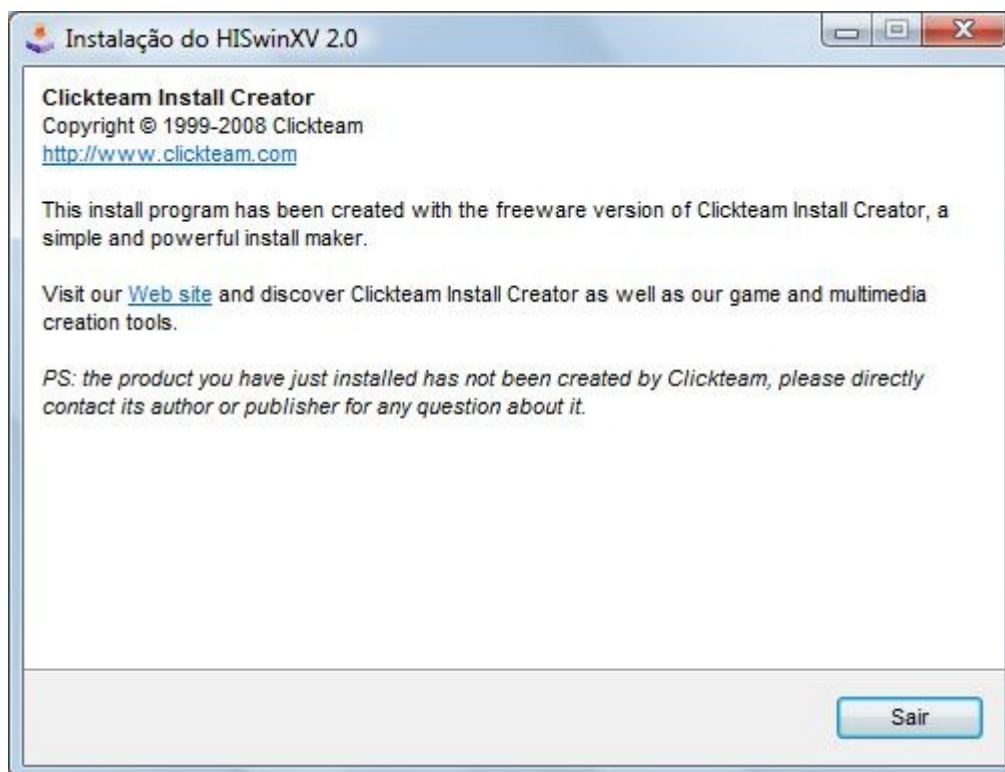 Instalação do HISwinXV 2.0
Clickteam Install Creator
Copyright © 1999-2008 Clickteam
http://www.clickteam.com
This install program has been created with the freeware version of Clickteam Install Creator, a
simple and powerful install maker.
Visit our Web site and discover Clickteam Install Creator as well as our game and multimedia
creation tools.
PS: the product you have just installed has not been created by Clickteam, please directly
contact its author or publisher for any question about it.
Sair